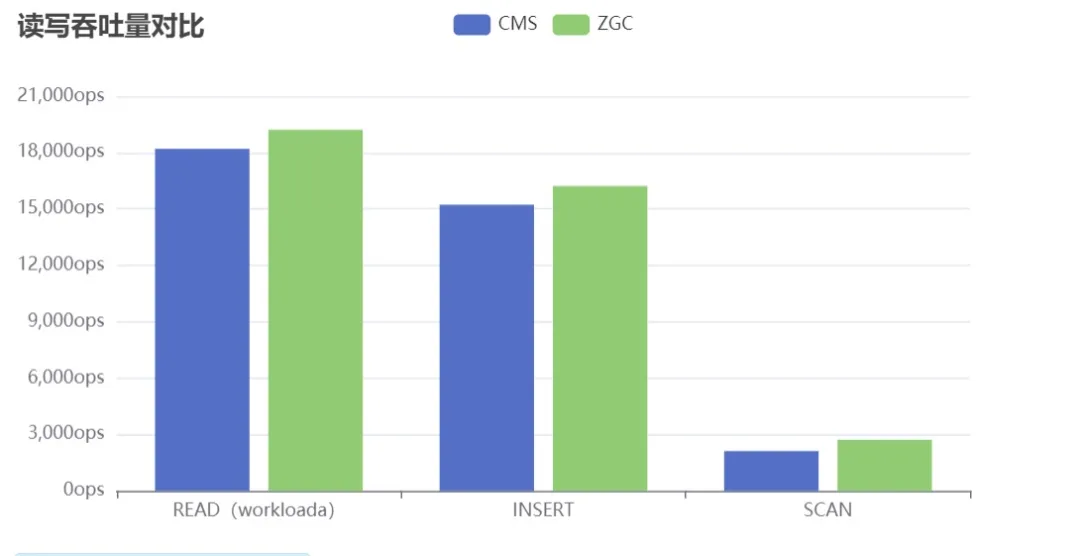 读写吞吐量对比
CMS ZGC
21,000ops
18,000ops
15,000ops
12,000ops
9,000ops
6,000ops
3,000ops
0ops
READ（workloada） INSERT SCAN